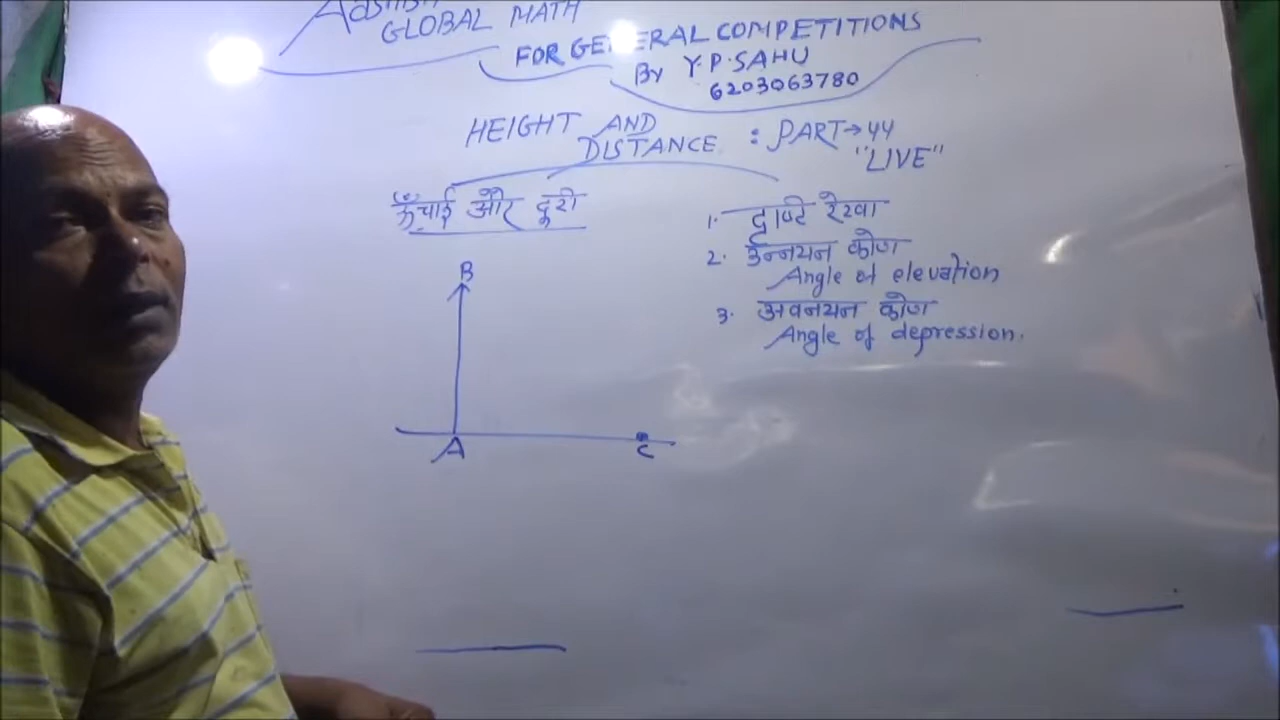 GLOBAL MATH
FOR GENERAL COMPETITIONS
By Y.P.SAHU
6203063780
HEIGHT AND
DISTANCE : PART→44
"LIVE"
ऊँचाई और दूरी
1. दृष्टि रेखा
2. उन्नयन कोण
Angle of elevation
3. अवनयन कोण
Angle of depression.
B
A
C